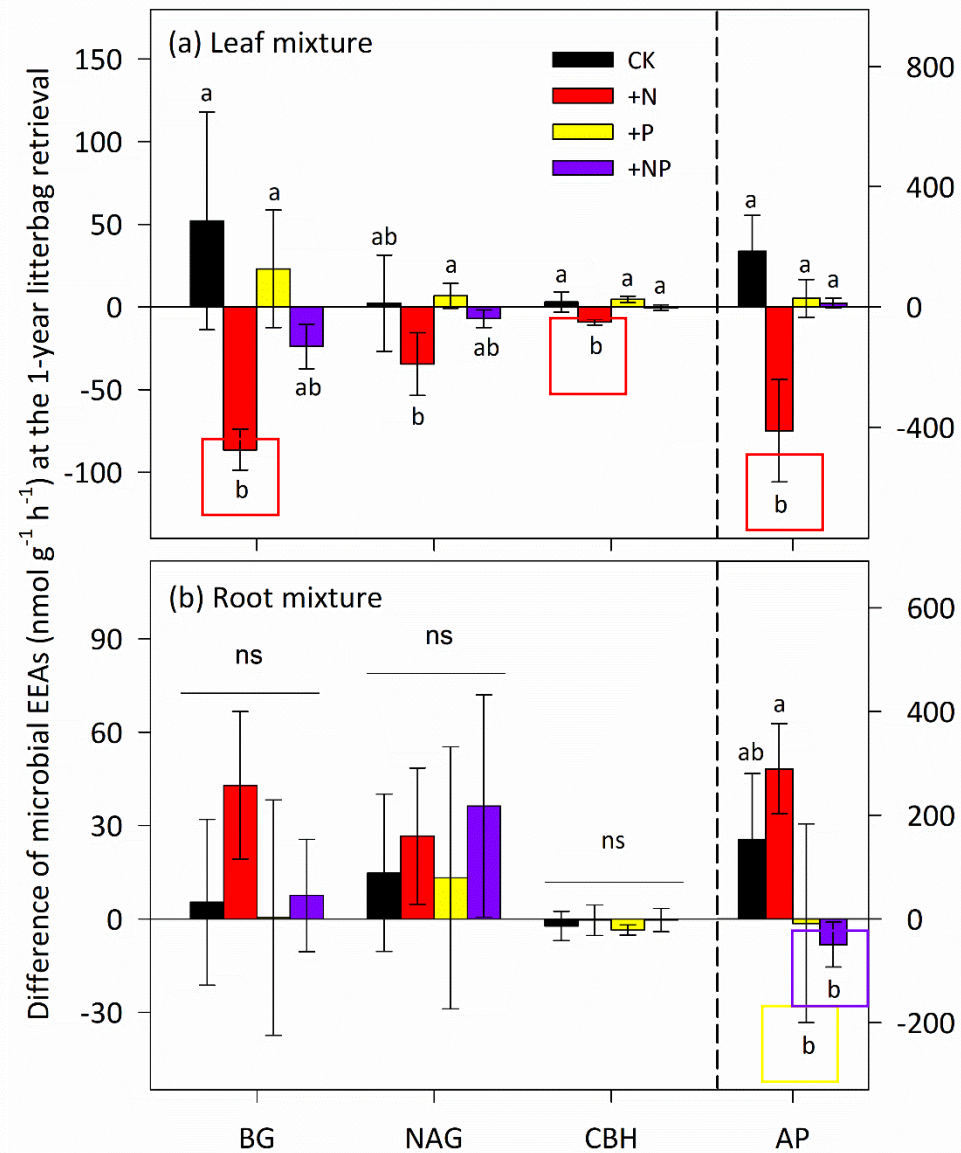 Difference of microbial EEAs (nmol g⁻¹ h⁻¹) at the 1-year litterbag retrieval
(a) Leaf mixture
CK
+N
+P
+NP
150
100
50
0
-50
-100
800
400
0
-400
a
b
a
ab
ab
b
a
ab
a
b
a
a
a
b
a
a
(b) Root mixture
90
60
30
0
-30
600
400
200
0
-200
ns
ns
ns
ab
a
b
b
BG
NAG
CBH
AP